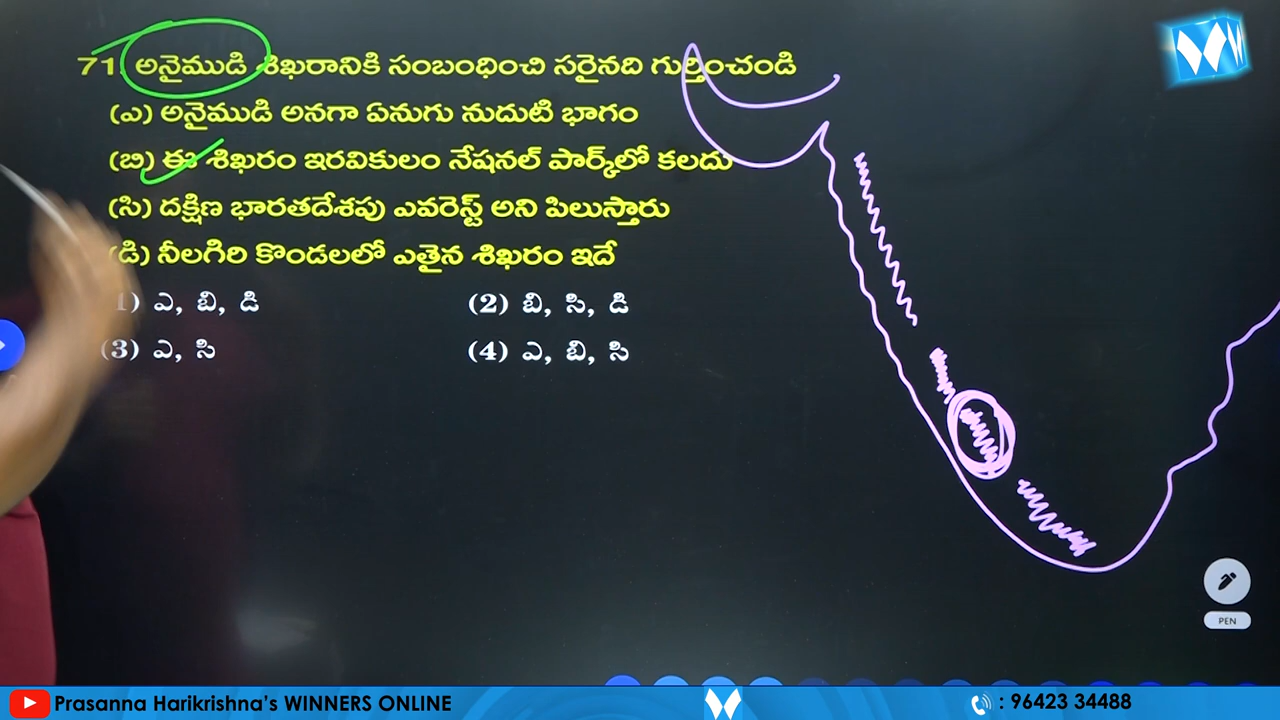 71. అనైముడి శిఖరానికి సంబంధించి సరైనది గుర్తించండి
(ఎ) అనైముడి అనగా ఏనుగు నుదుటి భాగం
(బి) ఈ శిఖరం ఇరవికులం నేషనల్ పార్క్‌లో కలదు
(సి) దక్షిణ భారతదేశపు ఎవరెస్ట్ అని పిలుస్తారు
(డి) నీలగిరి కొండలలో ఎత్తైన శిఖరం ఇదే
1) ఎ, బి, డి (2) బి, సి, డి
(3) ఎ, సి (4) ఎ, బి, సి
PEN
Prasanna Harikrishna's WINNERS ONLINE : 96423 34488